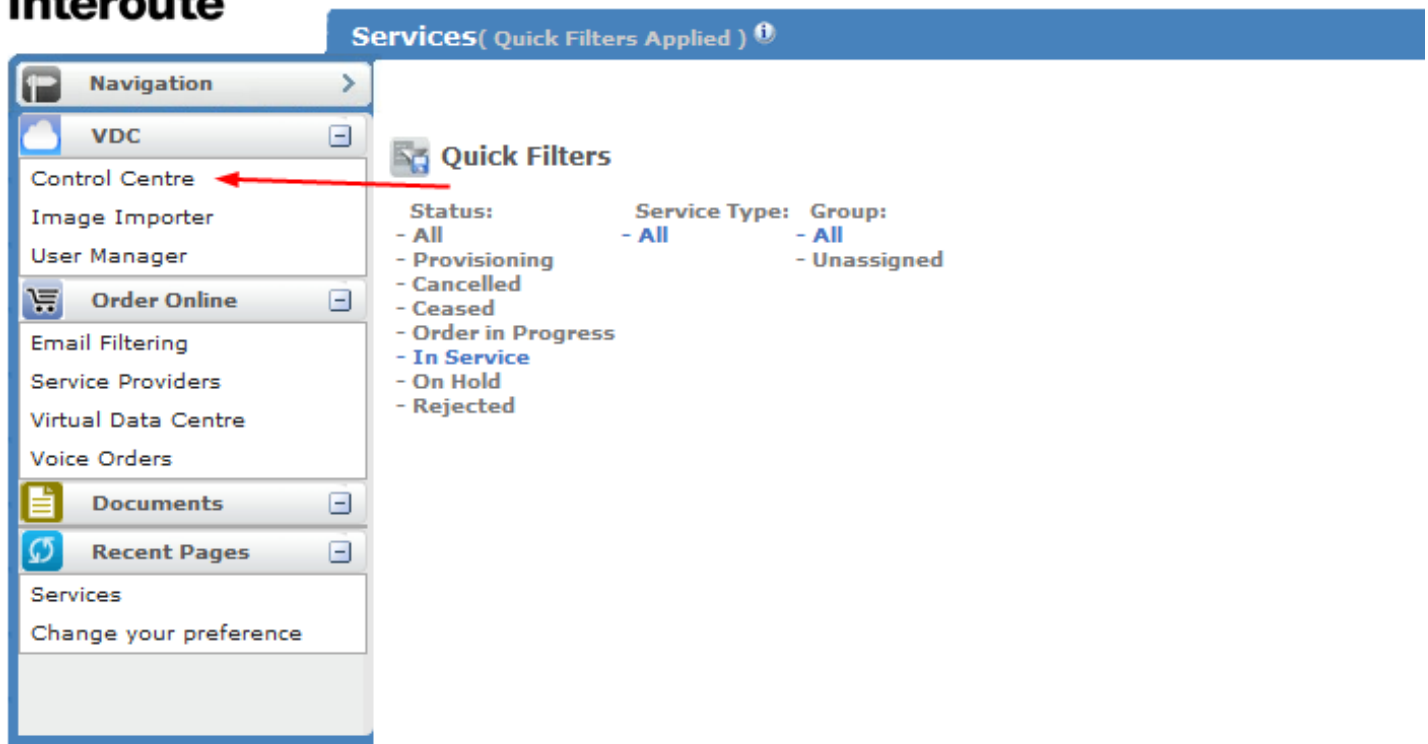 interoute
Services( Quick Filters Applied )
Navigation
VDC
Control Centre
Image Importer
User Manager
Order Online
Email Filtering
Service Providers
Virtual Data Centre
Voice Orders
Documents
Recent Pages
Services
Change your preference
Quick Filters
Status: Service Type: Group:
- All - All - All
- Provisioning - Unassigned
- Cancelled
- Ceased
- Order in Progress
- In Service
- On Hold
- Rejected